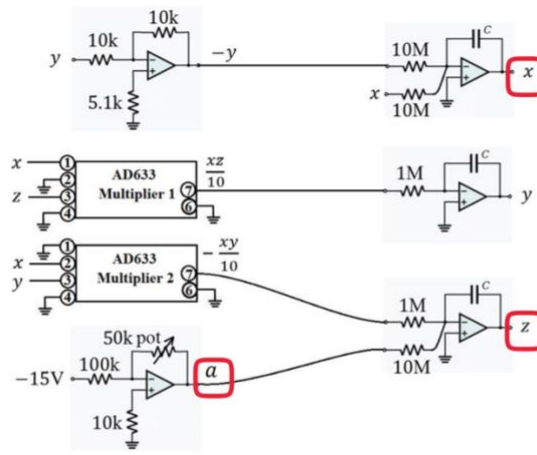 10k
y 10k −y
5.1k
10M C
x x
10M
x ① AD633 xz/10
② Multiplier 1 ⑦
z ③ ⑥
④
1M C
y
① AD633 −xy/10
x ② Multiplier 2 ⑦
y ③ ⑥
④
50k pot
−15V 100k a
10k
1M C
z
10M